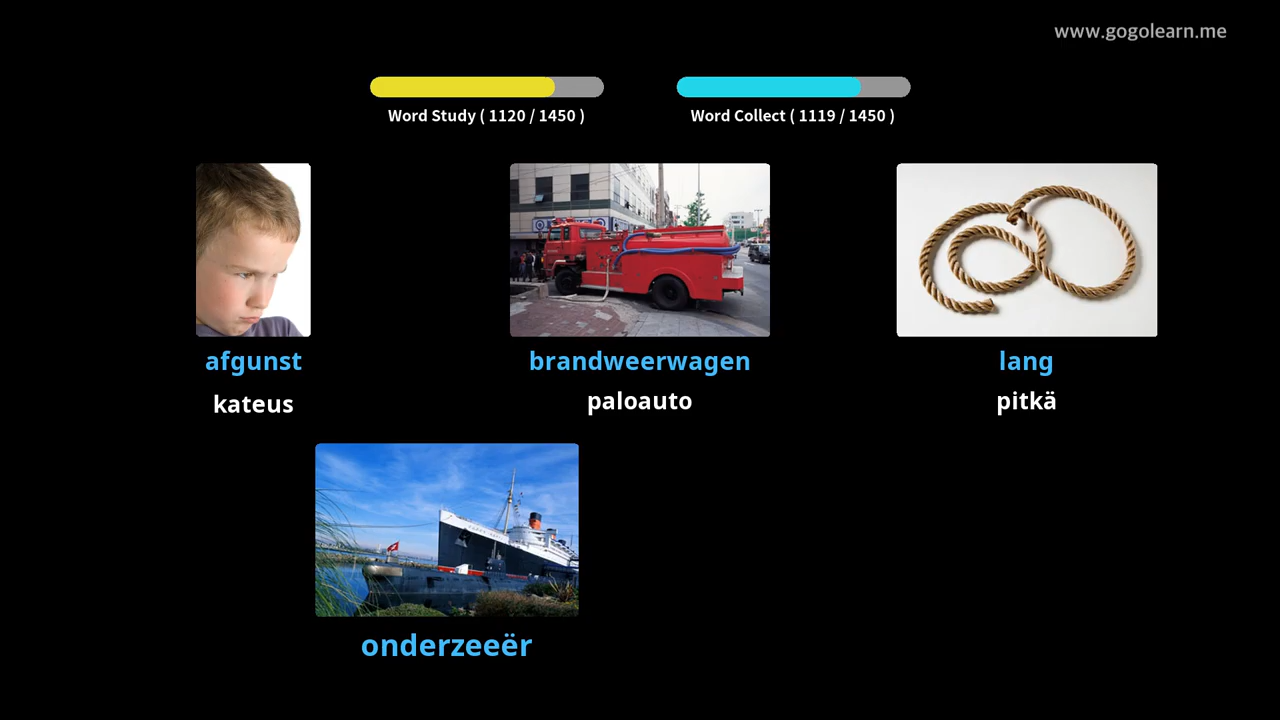 www.gogolearn.me
Word Study ( 1120 / 1450 )
Word Collect ( 1119 / 1450 )
afgunst
brandweerwagen
lang
kateus
paloauto
pitkä
onderzeeër